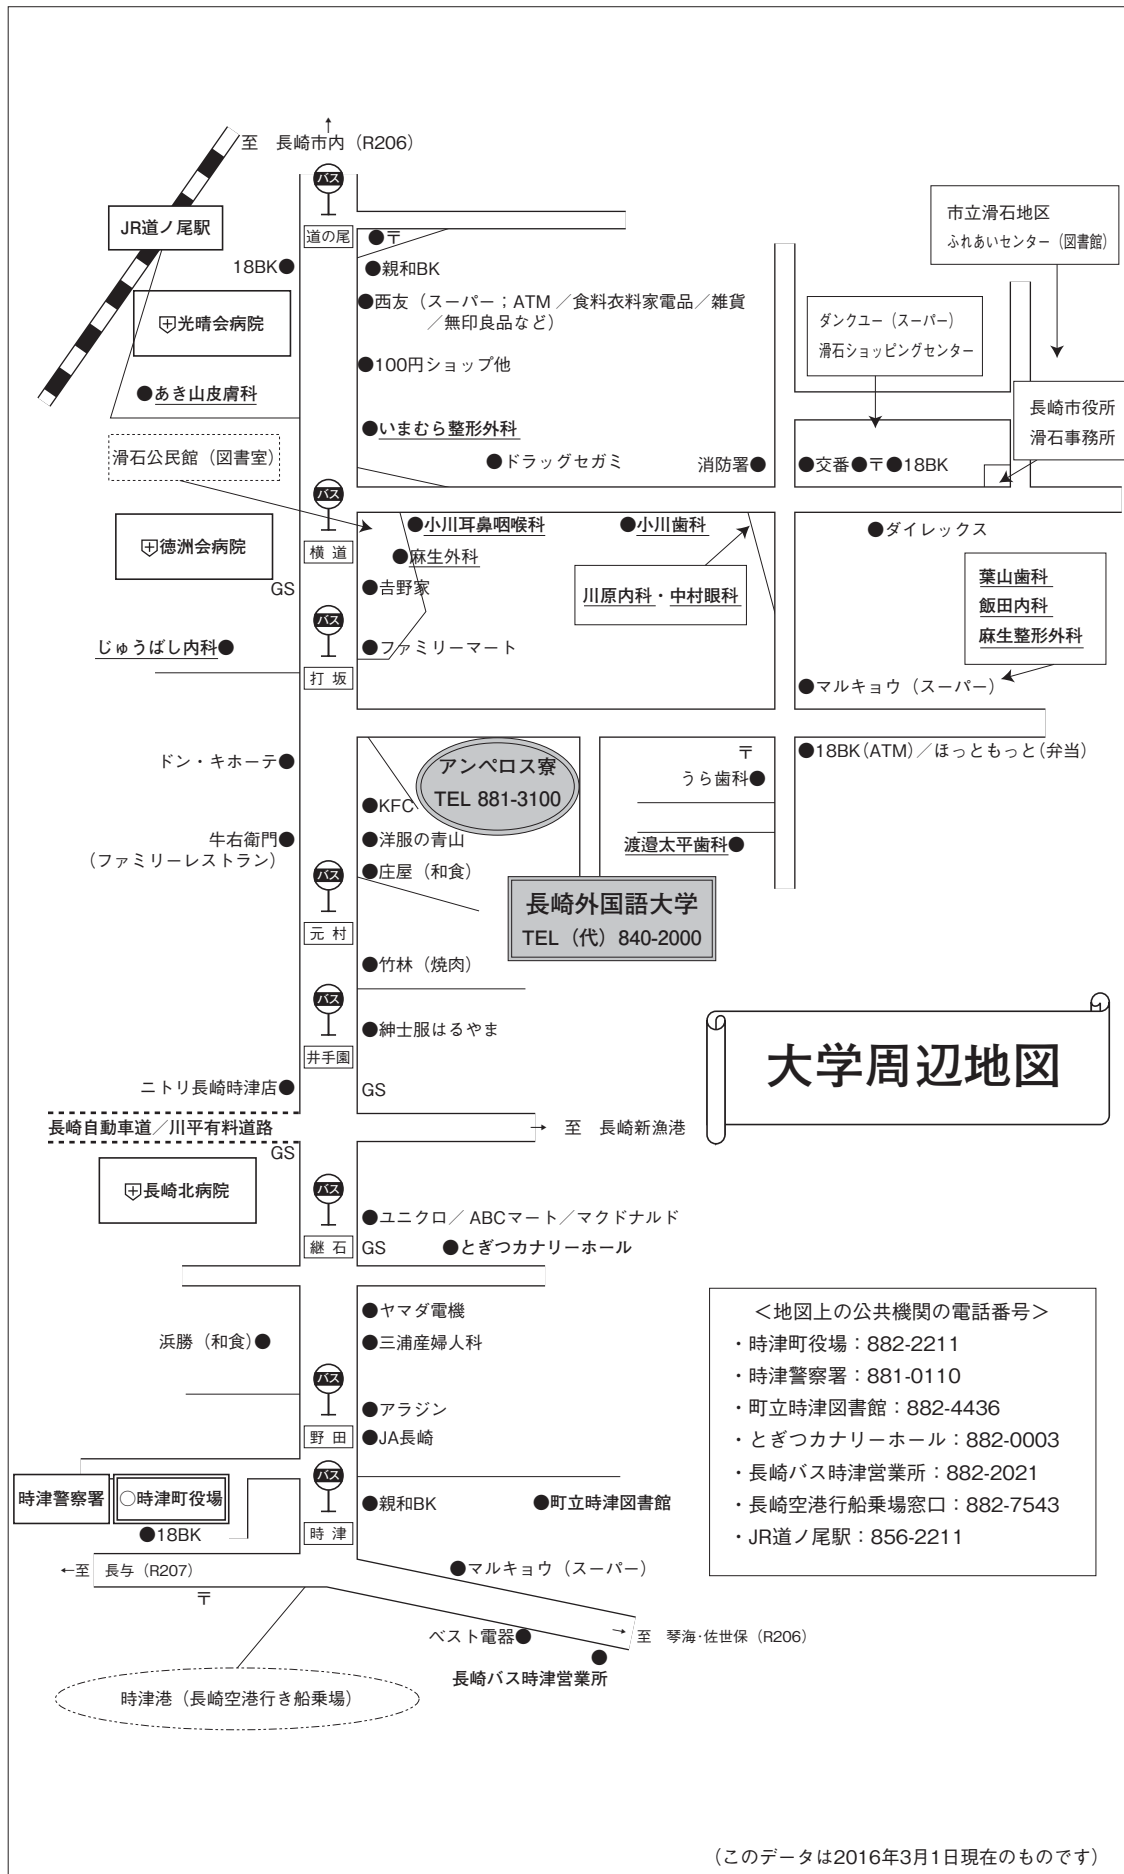 至 長崎市内（R206）
バス
JR道ノ尾駅
道の尾
●〒
18BK●
●親和BK
光晴会病院
●西友（スーパー；ATM／食料衣料家電品／雑貨
／無印良品など）
●100円ショップ他
●あき山皮膚科
●いまむら整形外科
市立滑石地区
ふれあいセンター（図書館）
ダンクユー（スーパー）
滑石ショッピングセンター
長崎市役所
滑石事務所
滑石公民館（図書室）
●ドラッグセガミ
消防署●
●交番●〒●18BK
バス
横 道
徳洲会病院
GS
●小川耳鼻咽喉科
●小川歯科
●ダイレックス
●麻生外科
●吉野家
川原内科・中村眼科
葉山歯科
飯田内科
麻生整形外科
バス
打 坂
じゅうばし内科●
●ファミリーマート
●マルキョウ（スーパー）
ドン・キホーテ●
アンペロス寮
TEL 881-3100
〒
●18BK(ATM)／ほっともっと(弁当)
うら歯科●
●KFC
牛右衛門●
（ファミリーレストラン）
●洋服の青山
渡邉太平歯科●
●庄屋（和食）
バス
元 村
長崎外国語大学
TEL（代）840-2000
●竹林（焼肉）
バス
井手園
●紳士服はるやま
大学周辺地図
ニトリ長崎時津店●
GS
長崎自動車道／川平有料道路
→ 至 長崎新漁港
GS
長崎北病院
バス
継 石
●ユニクロ／ABCマート／マクドナルド
GS
●とぎつカナリーホール
●ヤマダ電機
浜勝（和食）●
●三浦産婦人科
バス
野 田
●アラジン
●JA長崎
時津警察署
○時津町役場
バス
時 津
●親和BK
●町立時津図書館
●18BK
←至 長与（R207）
〒
●マルキョウ（スーパー）
ベスト電器●
→至 琴海･佐世保（R206）
●
長崎バス時津営業所
時津港（長崎空港行き船乗場）
＜地図上の公共機関の電話番号＞
・時津町役場：882-2211
・時津警察署：881-0110
・町立時津図書館：882-4436
・とぎつカナリーホール：882-0003
・長崎バス時津営業所：882-2021
・長崎空港行船乗場窓口：882-7543
・JR道ノ尾駅：856-2211
（このデータは2016年3月1日現在のものです）